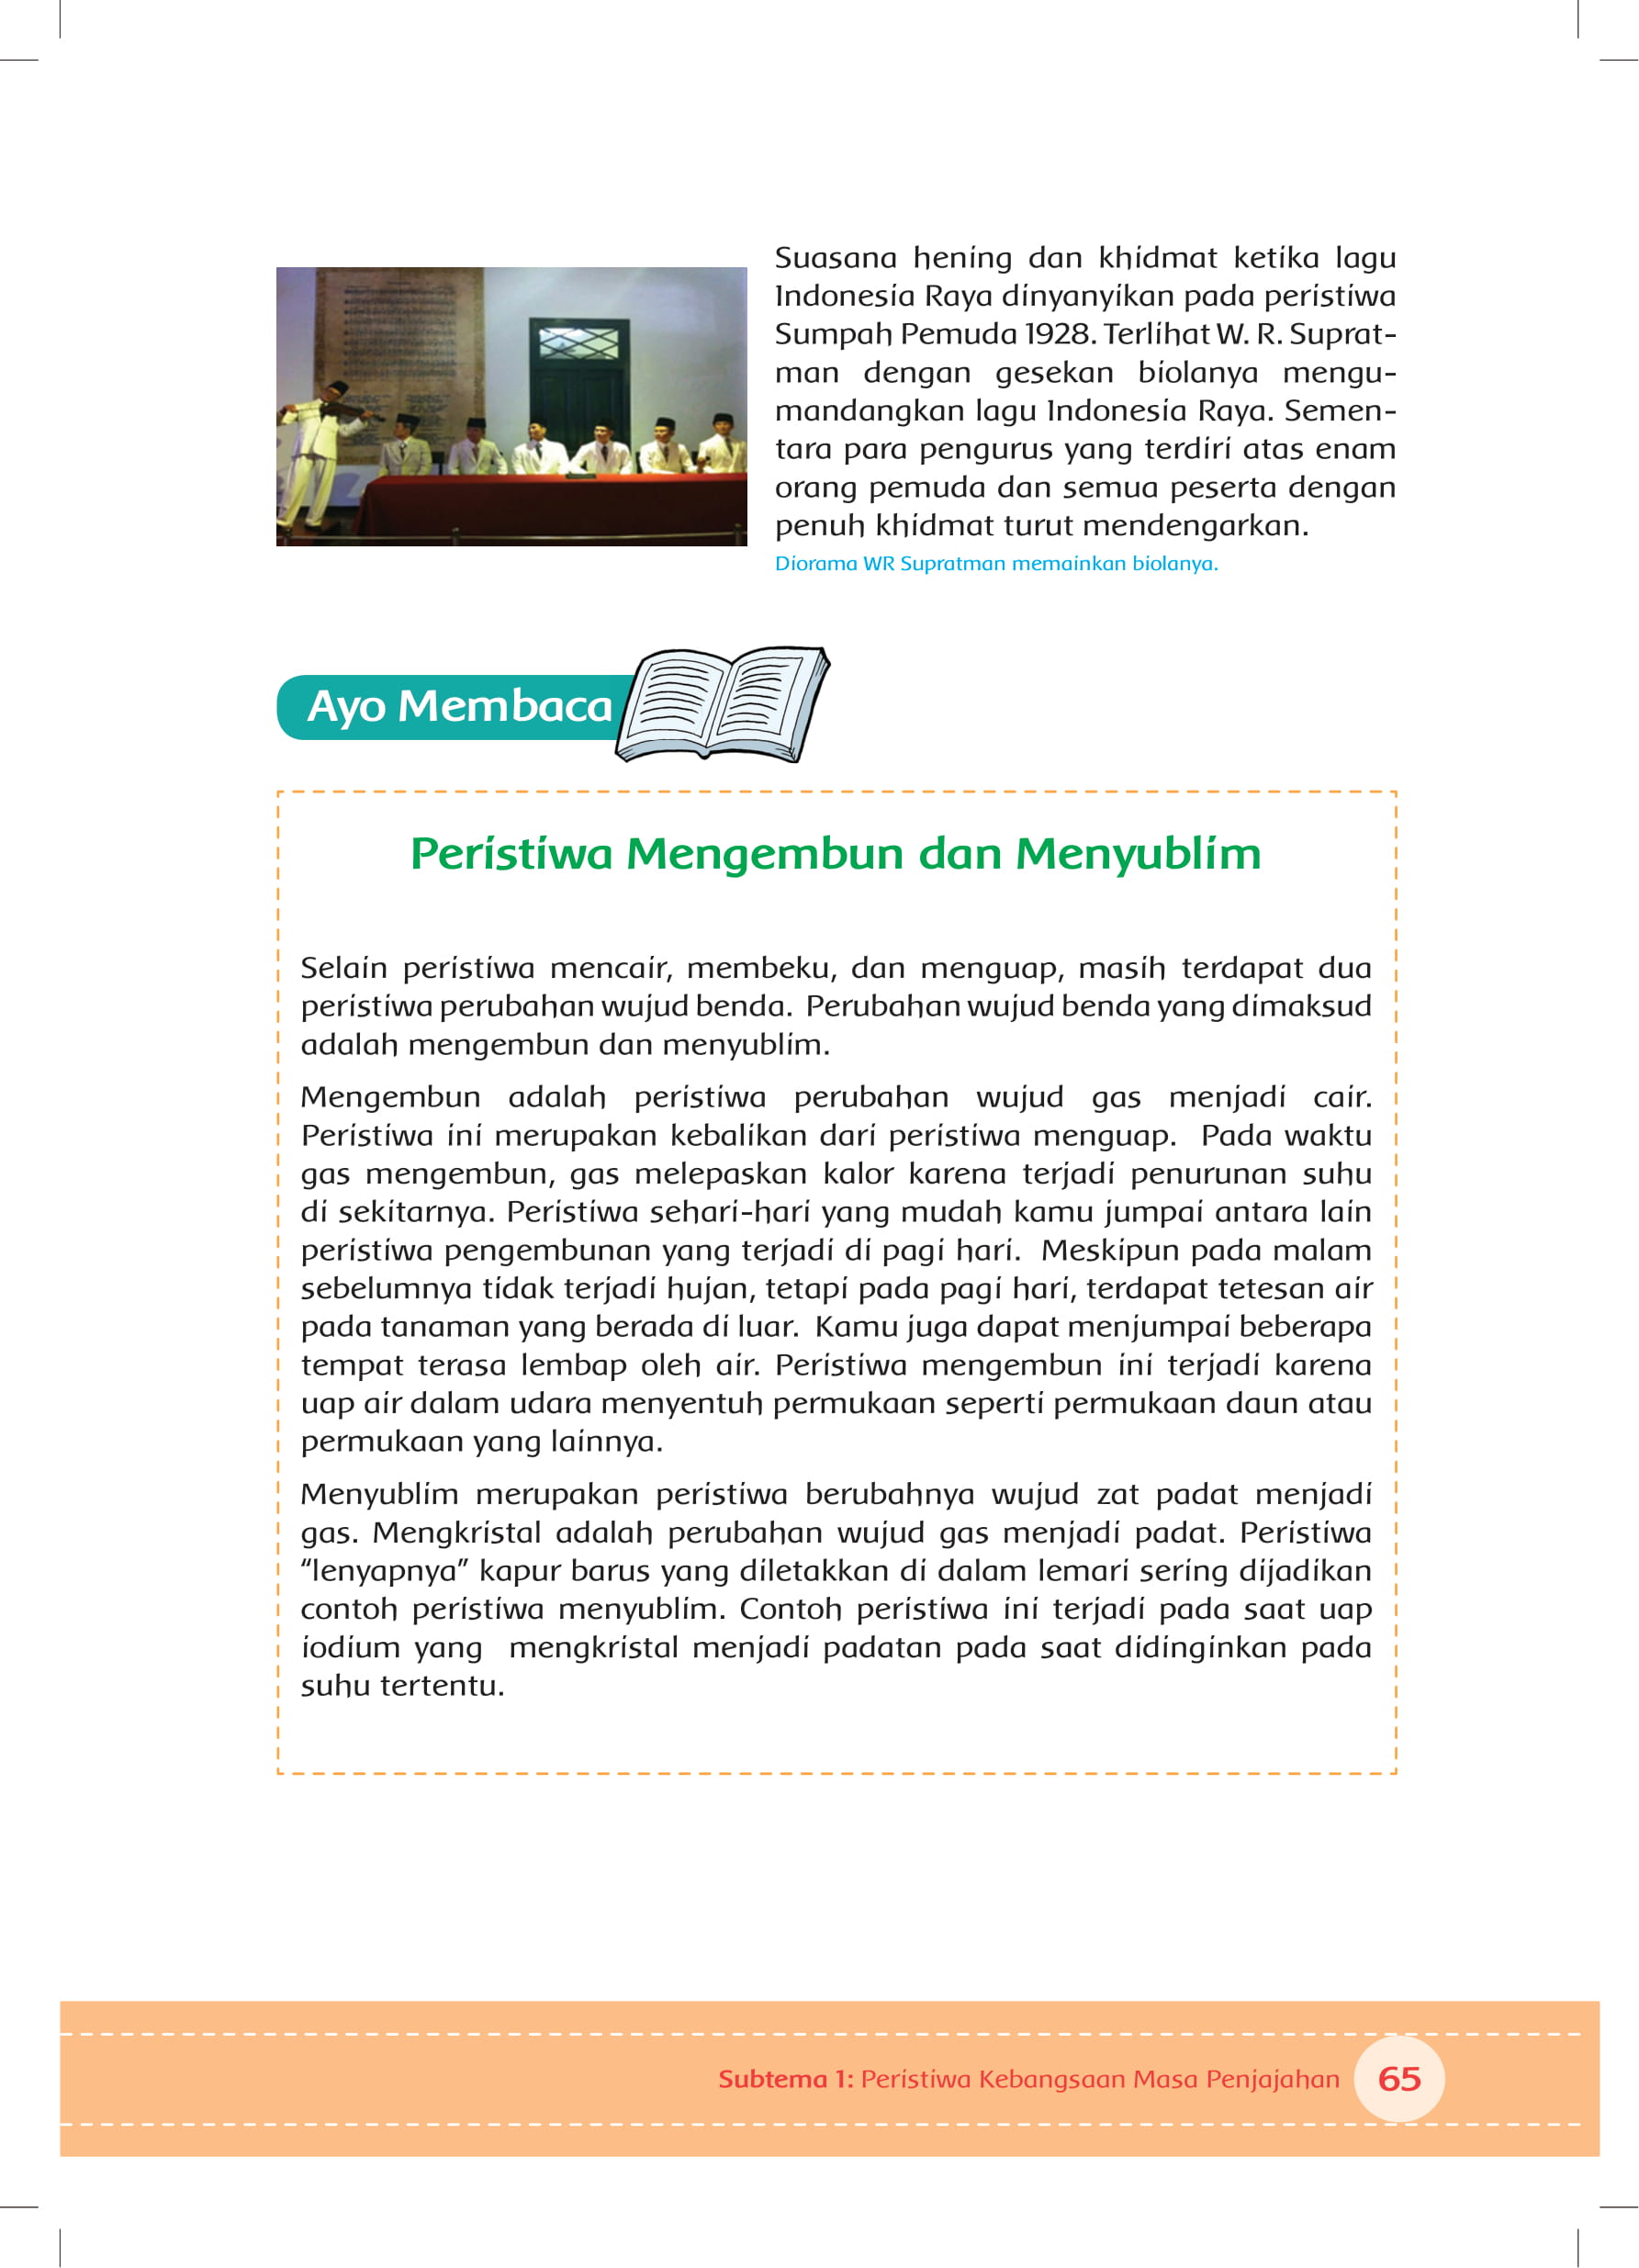 Suasana hening dan khidmat ketika lagu
Indonesia Raya dinyanyikan pada peristiwa
Sumpah Pemuda 1928. Terlihat W. R. Suprat-
man dengan gesekan biolanya mengu-
mandangkan lagu Indonesia Raya. Semen-
tara para pengurus yang terdiri atas enam
orang pemuda dan semua peserta dengan
penuh khidmat turut mendengarkan.
Diorama WR Supratman memainkan biolanya.
Ayo Membaca
Peristiwa Mengembun dan Menyublim
Selain peristiwa mencair, membeku, dan menguap, masih terdapat dua
peristiwa perubahan wujud benda. Perubahan wujud benda yang dimaksud
adalah mengembun dan menyublim.
Mengembun adalah peristiwa perubahan wujud gas menjadi cair.
Peristiwa ini merupakan kebalikan dari peristiwa menguap. Pada waktu
gas mengembun, gas melepaskan kalor karena terjadi penurunan suhu
di sekitarnya. Peristiwa sehari-hari yang mudah kamu jumpai antara lain
peristiwa pengembunan yang terjadi di pagi hari. Meskipun pada malam
sebelumnya tidak terjadi hujan, tetapi pada pagi hari, terdapat tetesan air
pada tanaman yang berada di luar. Kamu juga dapat menjumpai beberapa
tempat terasa lembap oleh air. Peristiwa mengembun ini terjadi karena
uap air dalam udara menyentuh permukaan seperti permukaan daun atau
permukaan yang lainnya.
Menyublim merupakan peristiwa berubahnya wujud zat padat menjadi
gas. Mengkristal adalah perubahan wujud gas menjadi padat. Peristiwa
“lenyapnya” kapur barus yang diletakkan di dalam lemari sering dijadikan
contoh peristiwa menyublim. Contoh peristiwa ini terjadi pada saat uap
iodium yang mengkristal menjadi padatan pada saat didinginkan pada
suhu tertentu.
Subtema 1: Peristiwa Kebangsaan Masa Penjajahan
65